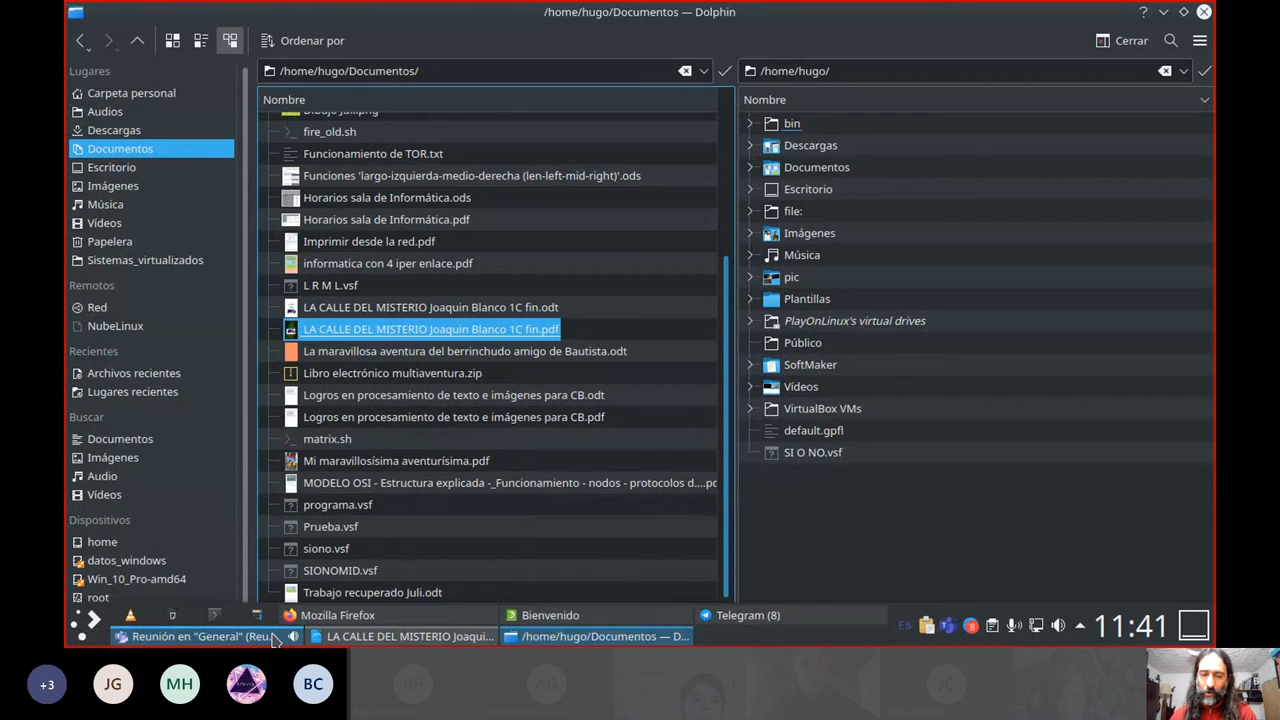 /home/hugo/Documentos — Dolphin
Ordenar por
Cerrar
Lugares
Carpeta personal
Audios
Descargas
Documentos
Escritorio
Imágenes
Música
Vídeos
Papelera
Sistemas_virtualizados
Remotos
Red
NubeLinux
Recientes
Archivos recientes
Lugares recientes
Buscar
Documentos
Imágenes
Audio
Vídeos
Dispositivos
home
datos_windows
Win_10_Pro-amd64
root
/home/hugo/Documentos/
Nombre
fire_old.sh
Funcionamiento de TOR.txt
Funciones 'largo-izquierda-medio-derecha (len-left-mid-right)'.ods
Horarios sala de Informática.ods
Horarios sala de Informática.pdf
Imprimir desde la red.pdf
informatica con 4 iper enlace.pdf
L R M L.vsf
LA CALLE DEL MISTERIO Joaquin Blanco 1C fin.odt
LA CALLE DEL MISTERIO Joaquin Blanco 1C fin.pdf
La maravillosa aventura del berrinchudo amigo de Bautista.odt
Libro electrónico multiaventura.zip
Logros en procesamiento de texto e imágenes para CB.odt
Logros en procesamiento de texto e imágenes para CB.pdf
matrix.sh
Mi maravillosísima aventurísima.pdf
MODELO OSI - Estructura explicada -_Funcionamiento - nodos - protocolos d....pd
programa.vsf
Prueba.vsf
siono.vsf
SIONOMID.vsf
Trabajo recuperado Juli.odt
/home/hugo/
Nombre
bin
Descargas
Documentos
Escritorio
file:
Imágenes
Música
pic
Plantillas
PlayOnLinux's virtual drives
Público
SoftMaker
Vídeos
VirtualBox VMs
default.gpfl
SI O NO.vsf
Mozilla Firefox
Bienvenido
Telegram (8)
Reunión en "General" (Reu...
LA CALLE DEL MISTERIO Joaqui...
/home/hugo/Documentos — D...
ES
8
11:41
+3
JG
MH
BC
BP
AG
JC